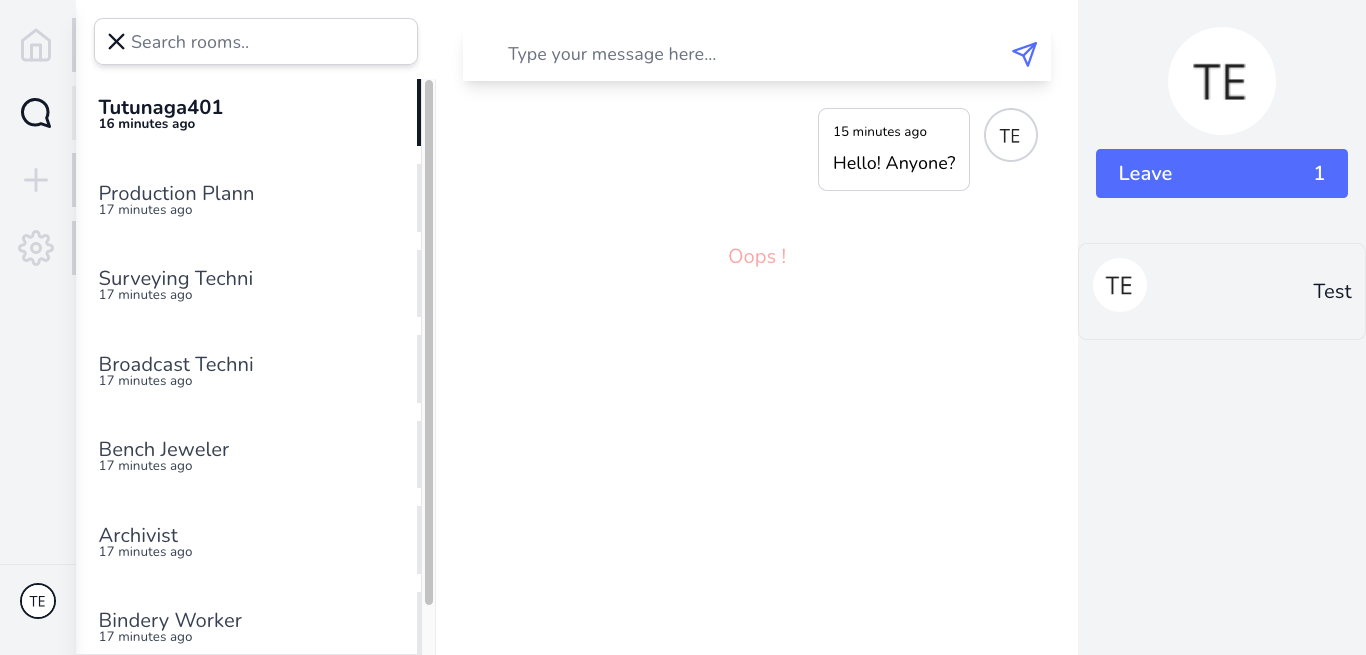 Search rooms..
Tutunaga401
16 minutes ago
Production Plann
17 minutes ago
Surveying Techni
17 minutes ago
Broadcast Techni
17 minutes ago
Bench Jeweler
17 minutes ago
Archivist
17 minutes ago
Bindery Worker
17 minutes ago
TE
Type your message here...
15 minutes ago
Hello! Anyone?
TE
Oops !
TE
Leave 1
TE
Test